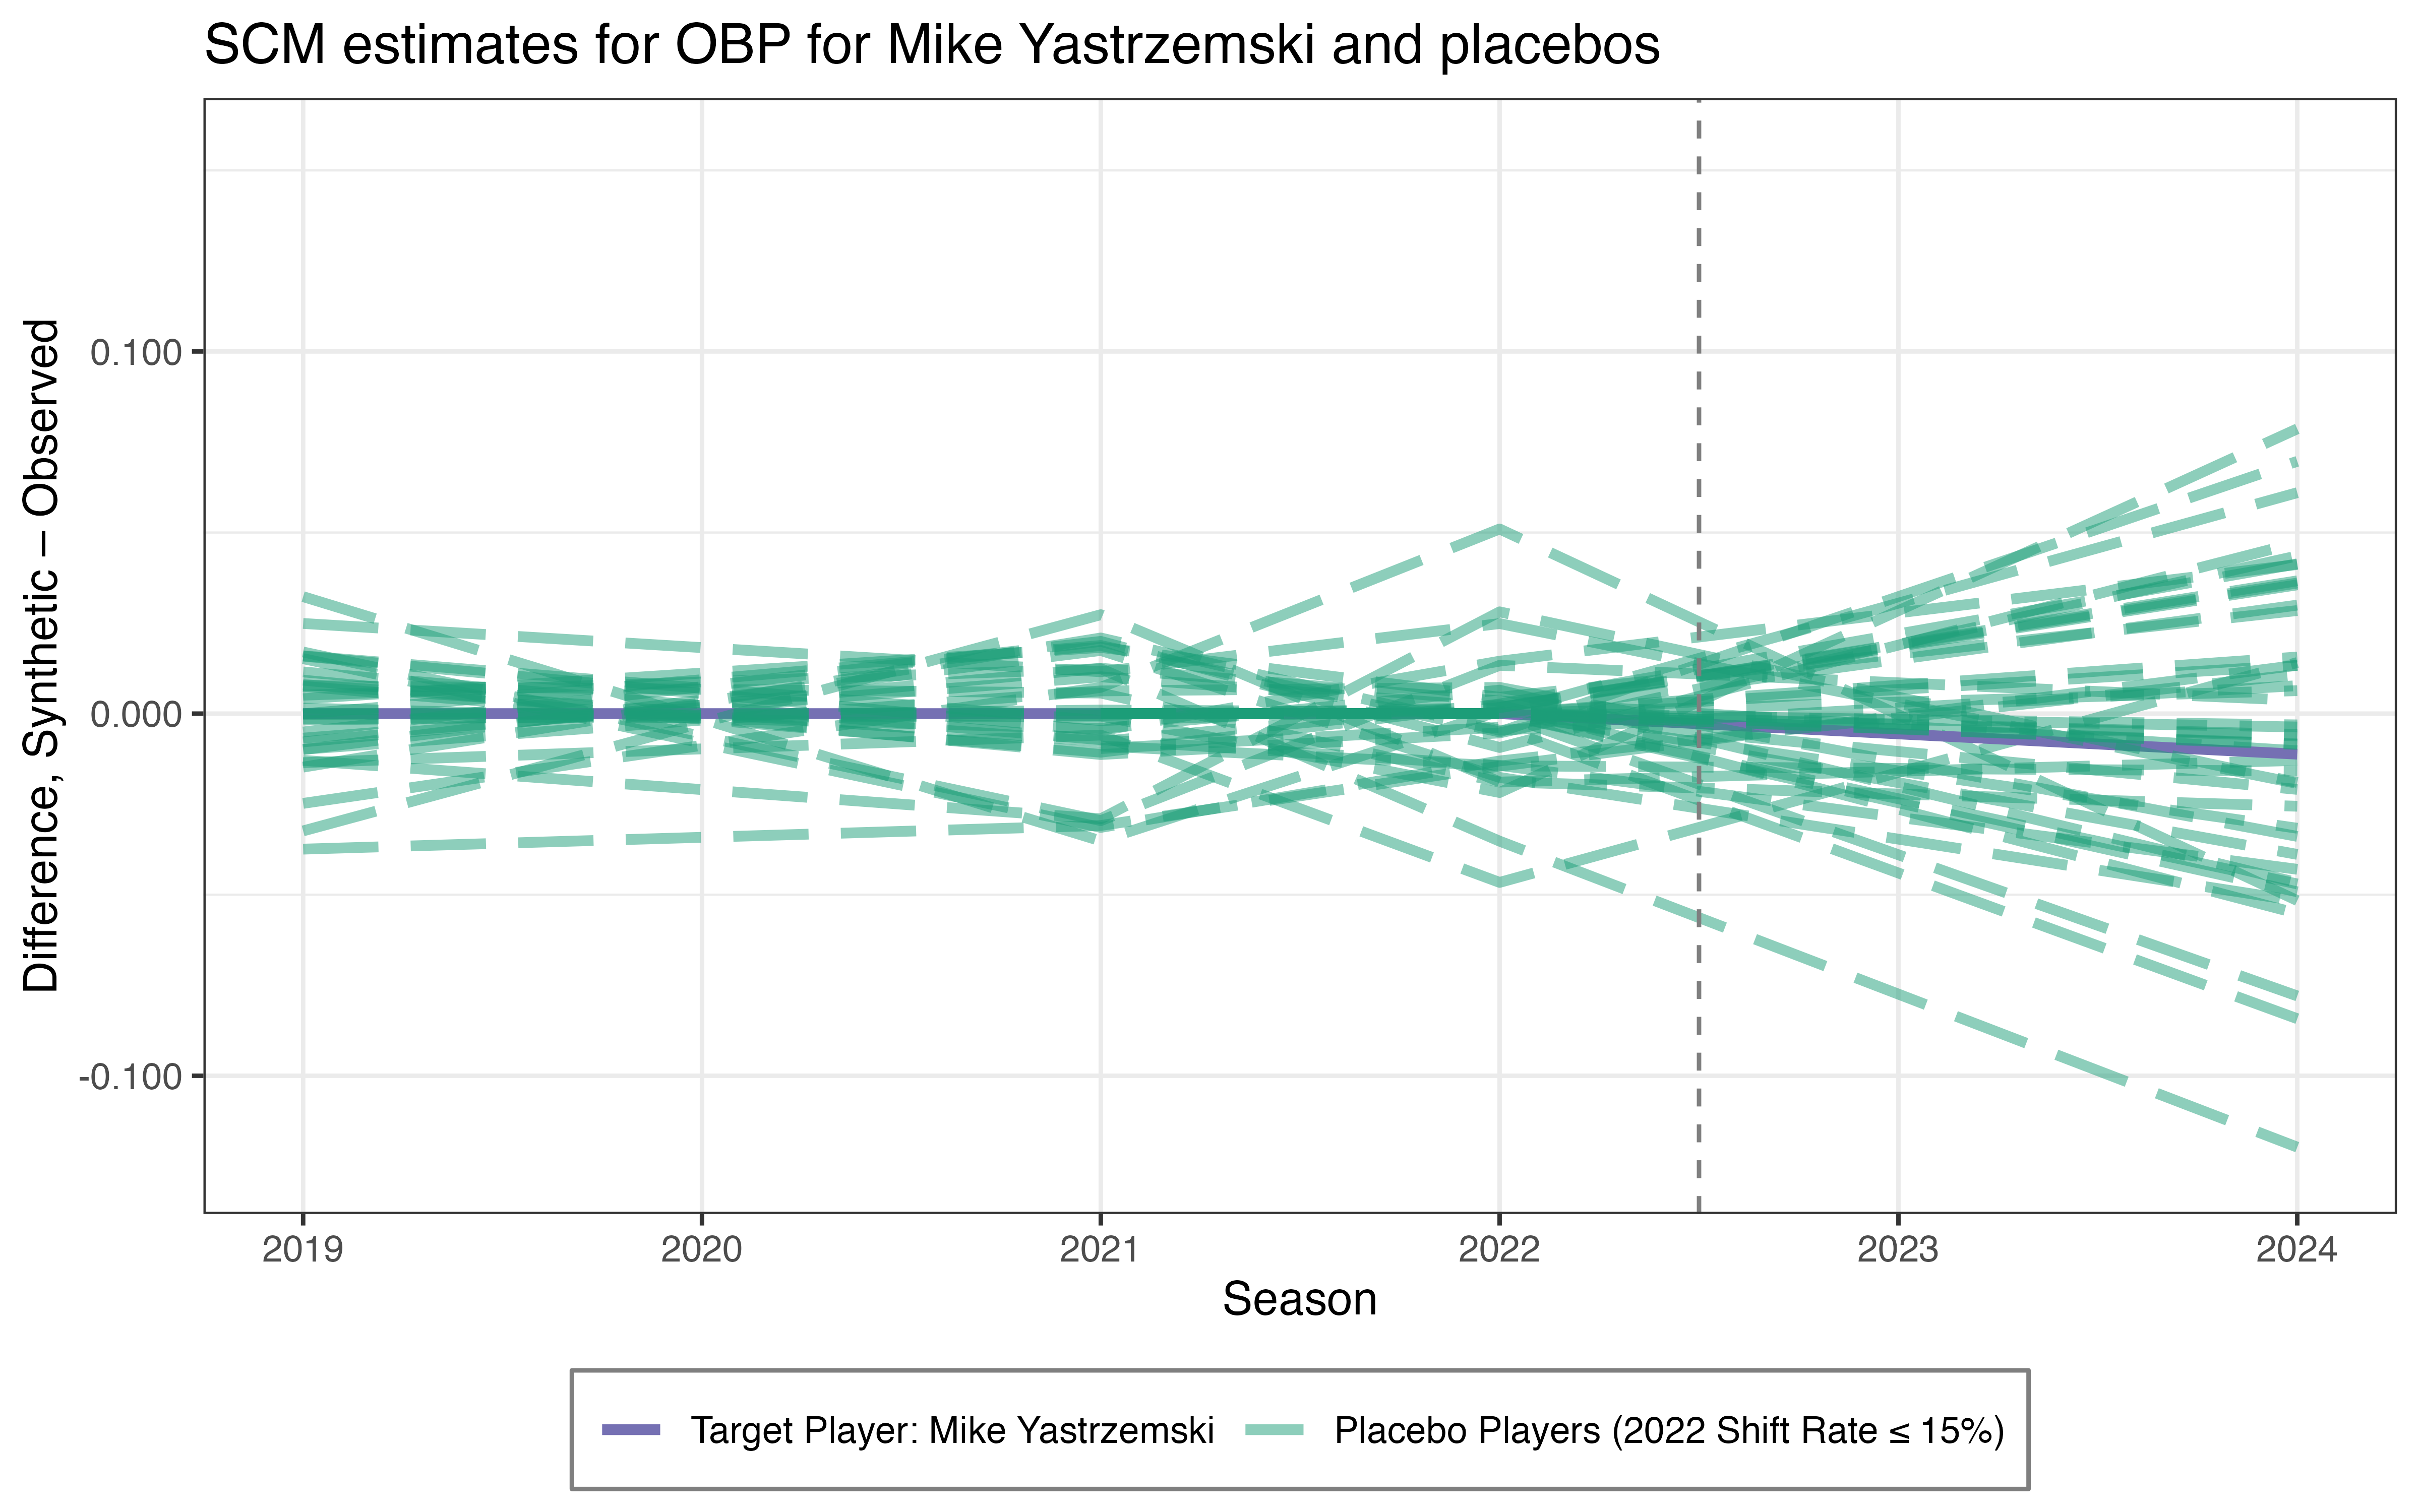 SCM estimates for OBP for Mike Yastrzemski and placebos
Difference, Synthetic – Observed
0.100
0.000
-0.100
2019 2020 2021 2022 2023 2024
Season
Target Player: Mike Yastrzemski Placebo Players (2022 Shift Rate ≤ 15%)